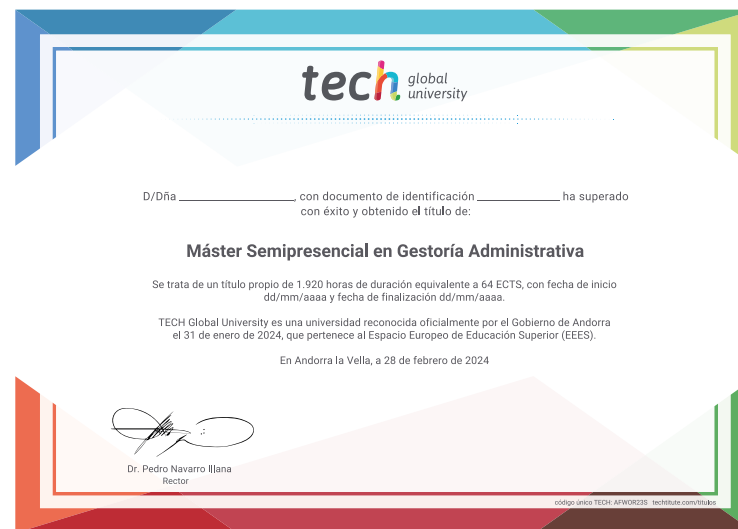 tech global university
D/Dña ____________________, con documento de identificación ______________ ha superado
con éxito y obtenido el título de:
Máster Semipresencial en Gestoría Administrativa
Se trata de un título propio de 1.920 horas de duración equivalente a 64 ECTS, con fecha de inicio
dd/mm/aaaa y fecha de finalización dd/mm/aaaa.
TECH Global University es una universidad reconocida oficialmente por el Gobierno de Andorra
el 31 de enero de 2024, que pertenece al Espacio Europeo de Educación Superior (EEES).
En Andorra la Vella, a 28 de febrero de 2024
Dr. Pedro Navarro Illana
Rector
código único TECH: AFWOR23S techtitute.com/títulos